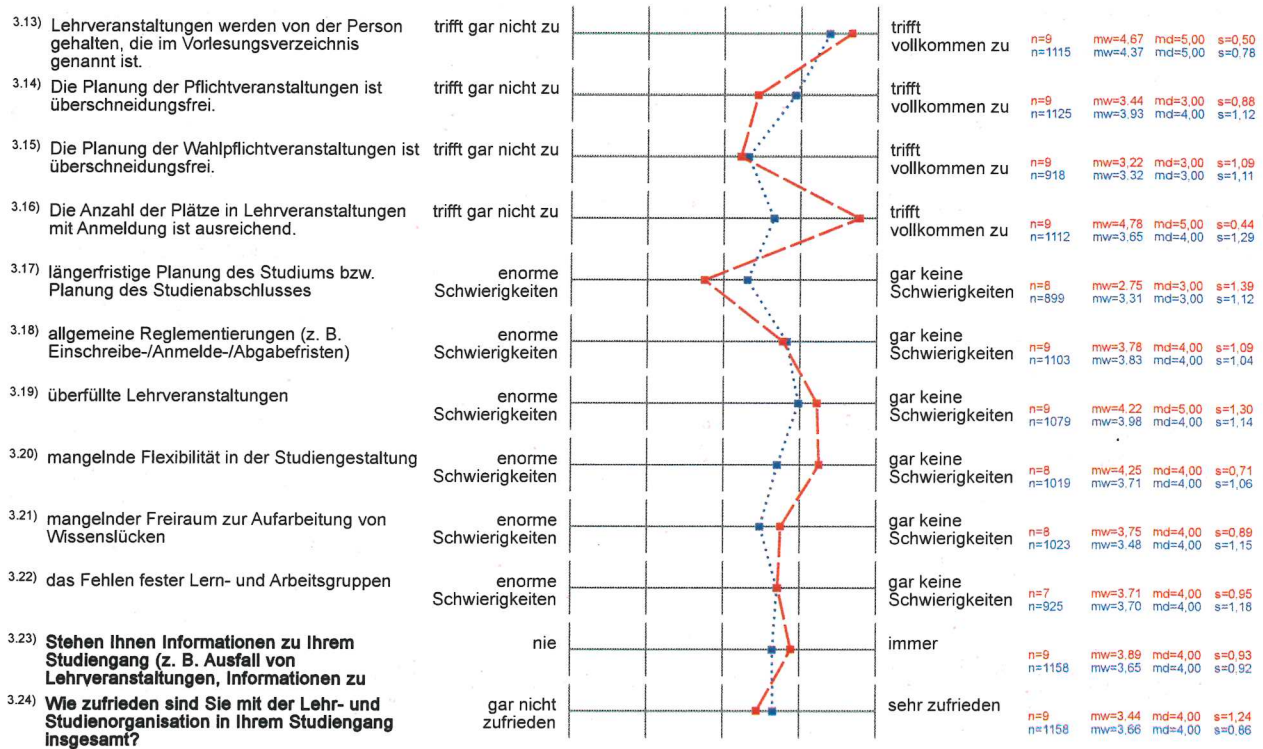 3.13) Lehrveranstaltungen werden von der Person
gehalten, die im Vorlesungsverzeichnis
genannt ist.
trifft gar nicht zu
trifft
vollkommen zu
n=9 mw=4,67 md=5,00 s=0,50
n=1115 mw=4,37 md=5,00 s=0,78
3.14) Die Planung der Pflichtveranstaltungen ist
überschneidungsfrei.
trifft gar nicht zu
trifft
vollkommen zu
n=9 mw=3,44 md=3,00 s=0,88
n=1125 mw=3,93 md=4,00 s=1,12
3.15) Die Planung der Wahlpflichtveranstaltungen ist
überschneidungsfrei.
trifft gar nicht zu
trifft
vollkommen zu
n=9 mw=3,22 md=3,00 s=1,09
n=918 mw=3,32 md=3,00 s=1,11
3.16) Die Anzahl der Plätze in Lehrveranstaltungen
mit Anmeldung ist ausreichend.
trifft gar nicht zu
trifft
vollkommen zu
n=9 mw=4,78 md=5,00 s=0,44
n=1112 mw=3,65 md=4,00 s=1,29
3.17) längerfristige Planung des Studiums bzw.
Planung des Studienabschlusses
enorme
Schwierigkeiten
gar keine
Schwierigkeiten
n=8 mw=2,75 md=3,00 s=1,39
n=899 mw=3,31 md=3,00 s=1,12
3.18) allgemeine Reglementierungen (z. B.
Einschreibe-/Anmelde-/Abgabefristen)
enorme
Schwierigkeiten
gar keine
Schwierigkeiten
n=9 mw=3,78 md=4,00 s=1,09
n=1103 mw=3,83 md=4,00 s=1,04
3.19) überfüllte Lehrveranstaltungen
enorme
Schwierigkeiten
gar keine
Schwierigkeiten
n=9 mw=4,22 md=5,00 s=1,30
n=1079 mw=3,98 md=4,00 s=1,14
3.20) mangelnde Flexibilität in der Studiengestaltung
enorme
Schwierigkeiten
gar keine
Schwierigkeiten
n=8 mw=4,25 md=4,00 s=0,71
n=1019 mw=3,71 md=4,00 s=1,06
3.21) mangelnder Freiraum zur Aufarbeitung von
Wissenslücken
enorme
Schwierigkeiten
gar keine
Schwierigkeiten
n=8 mw=3,75 md=4,00 s=0,89
n=1023 mw=3,48 md=4,00 s=1,15
3.22) das Fehlen fester Lern- und Arbeitsgruppen
enorme
Schwierigkeiten
gar keine
Schwierigkeiten
n=7 mw=3,71 md=4,00 s=0,95
n=925 mw=3,70 md=4,00 s=1,18
3.23) Stehen Ihnen Informationen zu Ihrem
Studiengang (z. B. Ausfall von
Lehrveranstaltungen, Informationen zu
nie
immer
n=9 mw=3,89 md=4,00 s=0,93
n=1158 mw=3,65 md=4,00 s=0,92
3.24) Wie zufrieden sind Sie mit der Lehr- und
Studienorganisation in Ihrem Studiengang
insgesamt?
gar nicht
zufrieden
sehr zufrieden
n=9 mw=3,44 md=4,00 s=1,24
n=1158 mw=3,66 md=4,00 s=0,86